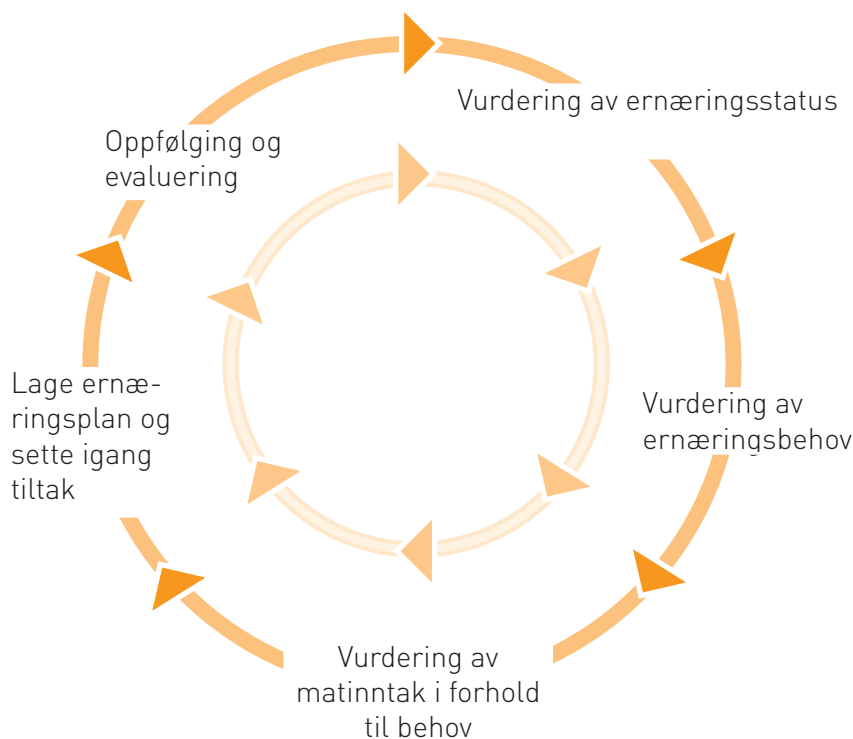 Vurdering av ernæringsstatus
Vurdering av
ernæringsbehov
Vurdering av
matinntak i forhold
til behov
Lage ernæ-
ringsplan og
sette igang
tiltak
Oppfølging og
evaluering